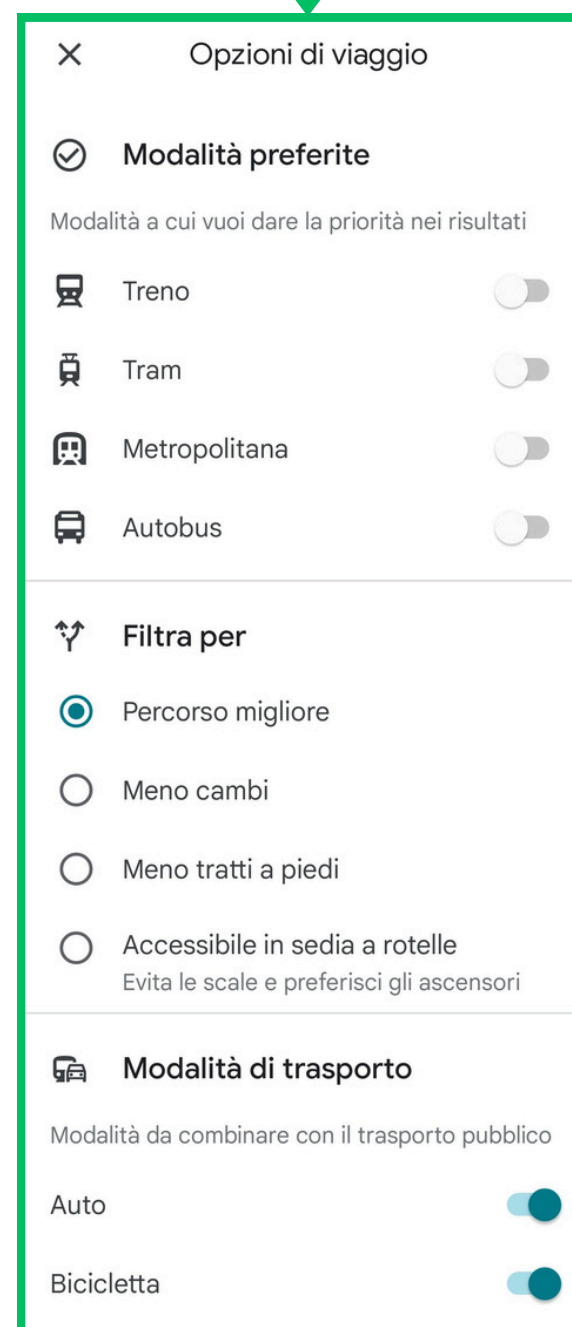 Opzioni di viaggio
Modalità preferite
Modalità a cui vuoi dare la priorità nei risultati
Treno
Tram
Metropolitana
Autobus
Filtra per
Percorso migliore
Meno cambi
Meno tratti a piedi
Accessibile in sedia a rotelle
Evita le scale e preferisci gli ascensori
Modalità di trasporto
Modalità da combinare con il trasporto pubblico
Auto
Bicicletta